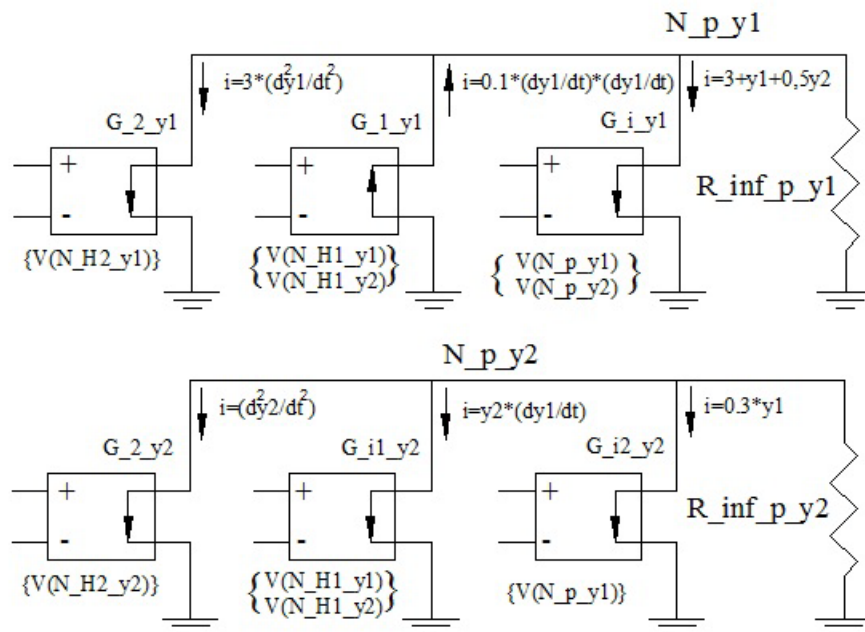 N_p_y1
i=3*(d²y1/dt²)
i=0.1*(dy1/dt)*(dy1/dt)
i=3+y1+0,5y2
G_2_y1
G_1_y1
G_i_y1
+
-
+
-
+
-
R_inf_p_y1
{V(N_H2_y1)}
{V(N_H1_y1)
V(N_H1_y2)}
{V(N_p_y1)
V(N_p_y2)}
N_p_y2
i=(d²y2/dt²)
i=y2*(dy1/dt)
i=0.3*y1
G_2_y2
G_i1_y2
G_i2_y2
+
-
+
-
+
-
R_inf_p_y2
{V(N_H2_y2)}
{V(N_H1_y1)
V(N_H1_y2)}
{V(N_p_y1)}